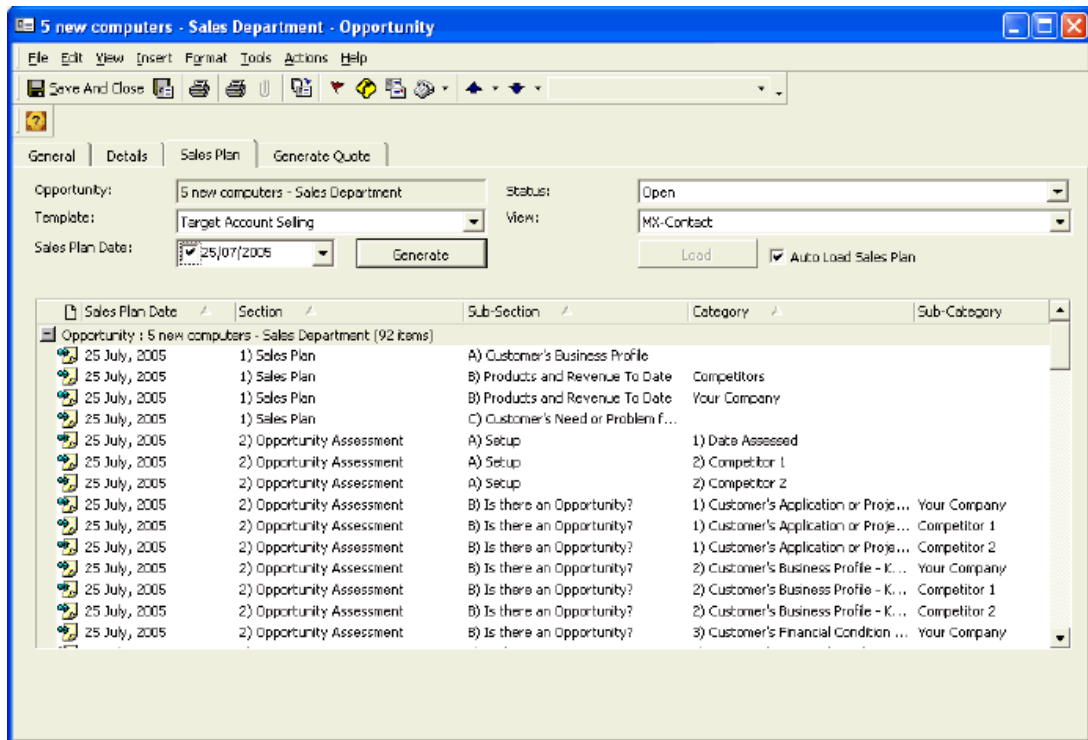 5 new computers - Sales Department - Opportunity
File Edit View Insert Format Tools Actions Help
Save And Close
General Details Sales Plan Generate Quote
Opportunity: 5 new computers - Sales Department Status: Open
Template: Target Account Selling View: MX-Contact
Sales Plan Date: 25/07/2005 Generate Load Auto Load Sales Plan
Sales Plan Date Section Sub-Section Category Sub-Category
Opportunity : 5 new computers - Sales Department (92 items)
25 July, 2005 1) Sales Plan A) Customer's Business Profile
25 July, 2005 1) Sales Plan B) Products and Revenue To Date Competitors
25 July, 2005 1) Sales Plan B) Products and Revenue To Date Your Company
25 July, 2005 1) Sales Plan C) Customer's Need or Problem f...
25 July, 2005 2) Opportunity Assessment A) Setup 1) Date Assessed
25 July, 2005 2) Opportunity Assessment A) Setup 2) Competitor 1
25 July, 2005 2) Opportunity Assessment A) Setup 2) Competitor 2
25 July, 2005 2) Opportunity Assessment B) Is there an Opportunity? 1) Customer's Application or Proje... Your Company
25 July, 2005 2) Opportunity Assessment B) Is there an Opportunity? 1) Customer's Application or Proje... Competitor 1
25 July, 2005 2) Opportunity Assessment B) Is there an Opportunity? 1) Customer's Application or Proje... Competitor 2
25 July, 2005 2) Opportunity Assessment B) Is there an Opportunity? 2) Customer's Business Profile - K... Your Company
25 July, 2005 2) Opportunity Assessment B) Is there an Opportunity? 2) Customer's Business Profile - K... Competitor 1
25 July, 2005 2) Opportunity Assessment B) Is there an Opportunity? 2) Customer's Business Profile - K... Competitor 2
25 July, 2005 2) Opportunity Assessment B) Is there an Opportunity? 3) Customer's Financial Condition ... Your Company